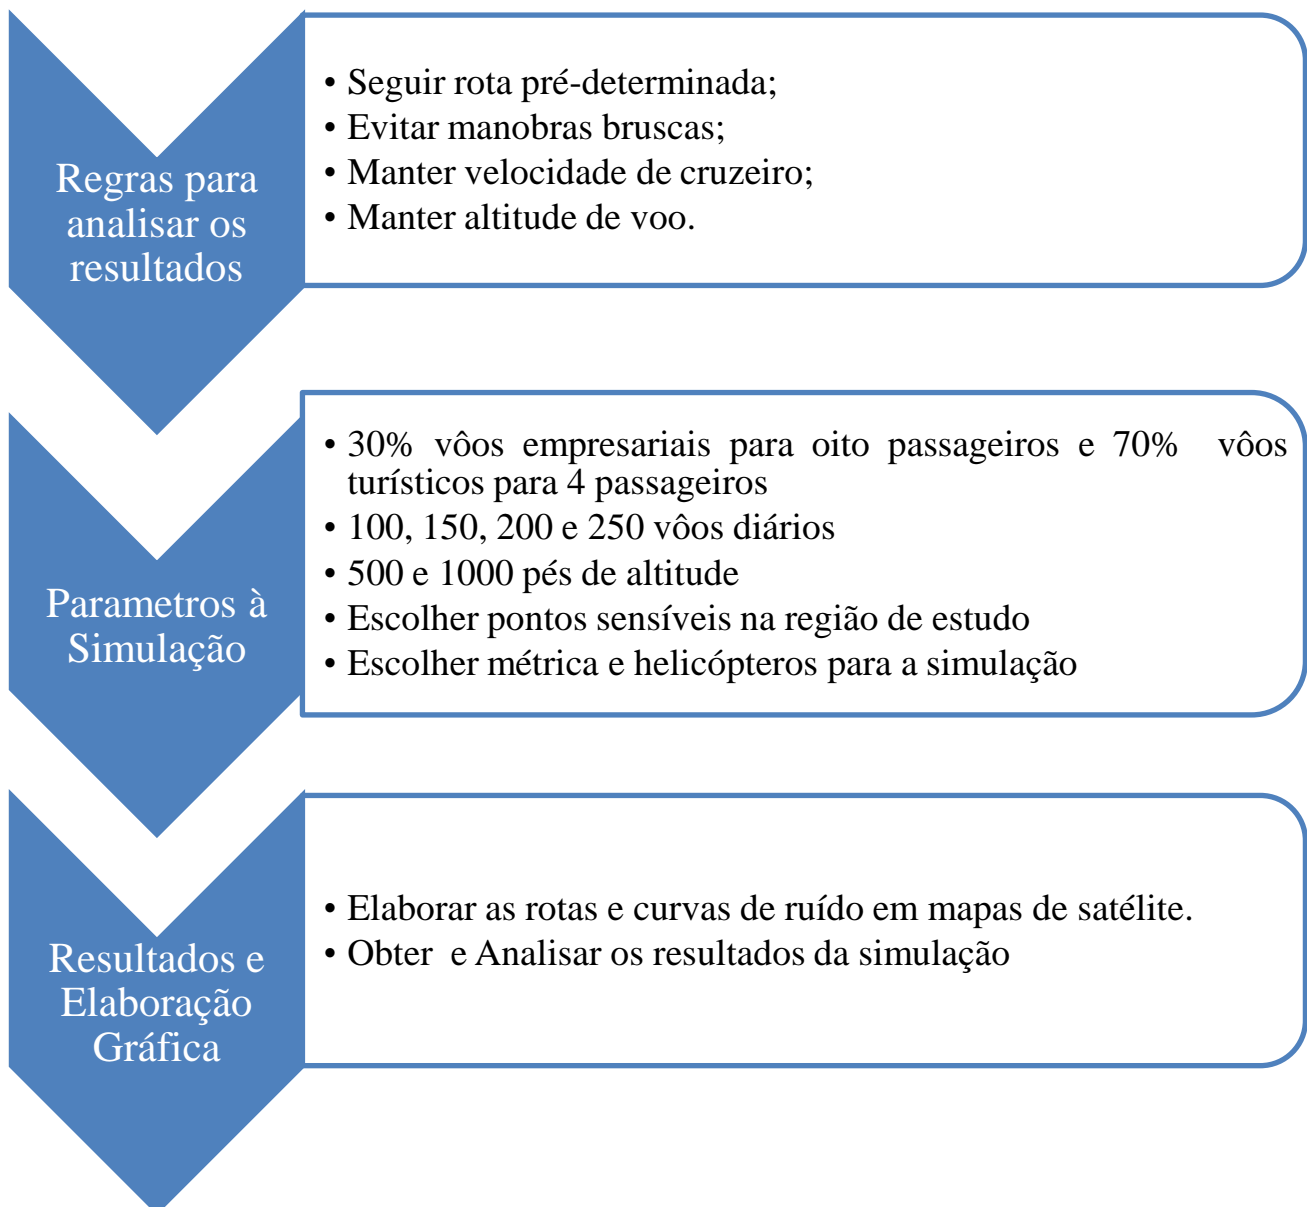 Regras para
analisar os
resultados
• Seguir rota pré-determinada;
• Evitar manobras bruscas;
• Manter velocidade de cruzeiro;
• Manter altitude de voo.
Parametros à
Simulação
• 30% vôos empresariais para oito passageiros e 70% vôos
turísticos para 4 passageiros
• 100, 150, 200 e 250 vôos diários
• 500 e 1000 pés de altitude
• Escolher pontos sensíveis na região de estudo
• Escolher métrica e helicópteros para a simulação
Resultados e
Elaboração
Gráfica
• Elaborar as rotas e curvas de ruído em mapas de satélite.
• Obter e Analisar os resultados da simulação